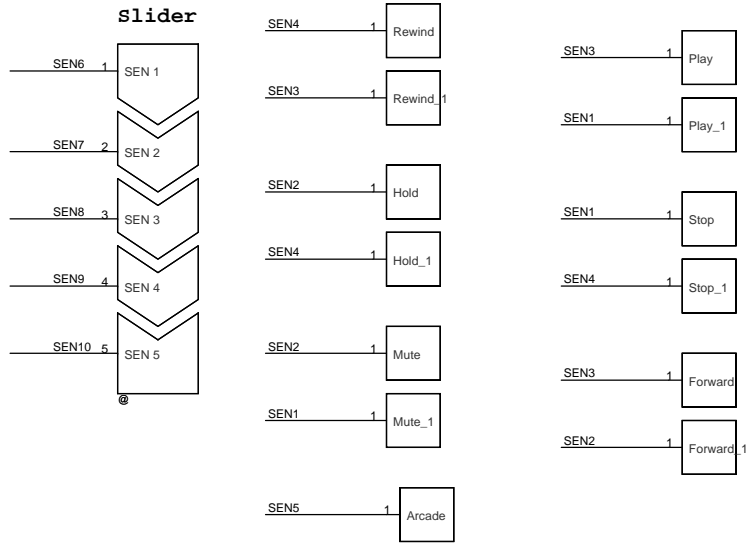 Slider
SEN6 1 SEN 1
SEN7 2 SEN 2
SEN8 3 SEN 3
SEN9 4 SEN 4
SEN10 5 SEN 5
@
SEN4 1 Rewind
SEN3 1 Rewind_1
SEN2 1 Hold
SEN4 1 Hold_1
SEN2 1 Mute
SEN1 1 Mute_1
SEN5 1 Arcade
SEN3 1 Play
SEN1 1 Play_1
SEN1 1 Stop
SEN4 1 Stop_1
SEN3 1 Forward
SEN2 1 Forward_1